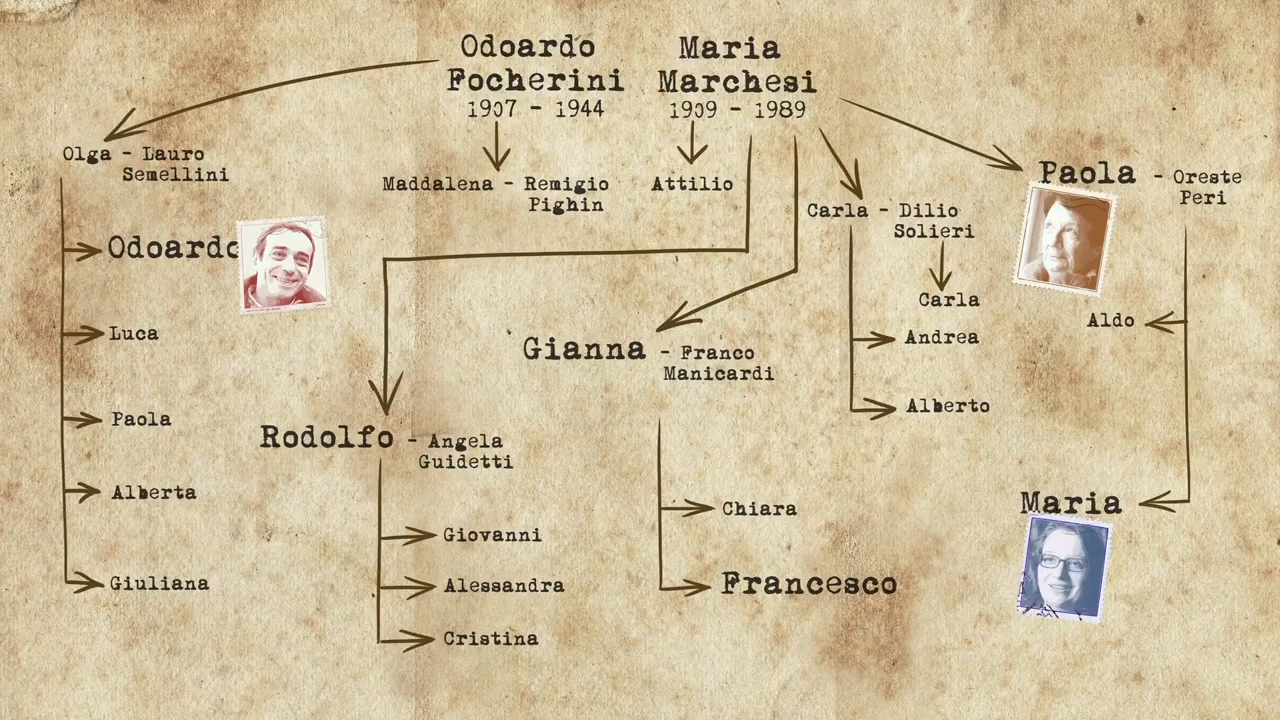 Odoardo
Focherini
1907 - 1944
Maria
Marchesi
1909 - 1989
Olga - Lauro
Semellini
Maddalena - Remigio
Pighin
Attilio
Carla - Dilio
Solieri
Paola - Oreste
Peri
Odoardo
Luca
Paola
Alberta
Giuliana
Rodolfo - Angela
Guidetti
Giovanni
Alessandra
Cristina
Gianna - Franco
Manicardi
Chiara
Francesco
Carla
Andrea
Alberto
Aldo
Maria